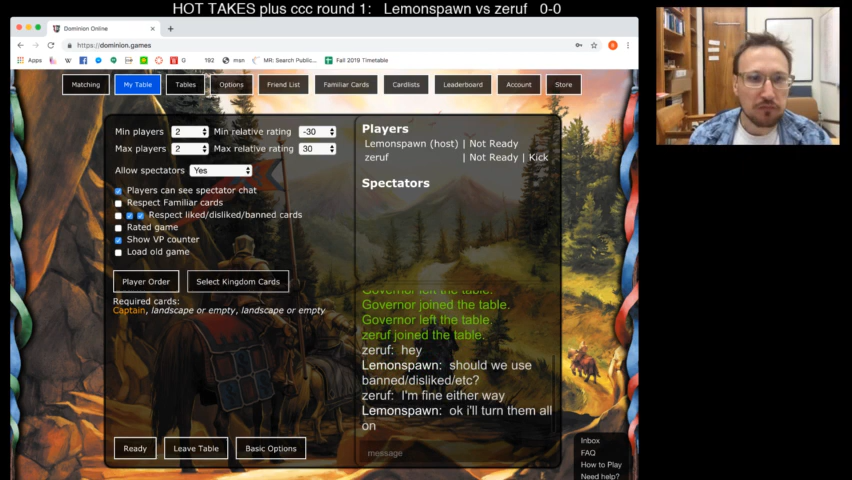 HOT TAKES plus ccc round 1: Lemonspawn vs zeruf 0-0
Dominion Online
https://dominion.games
Apps
G
192
msn
MR: Search Public...
Fall 2019 Timetable
Matching
My Table
Tables
Options
Friend List
Familiar Cards
Cardlists
Leaderboard
Account
Store
Min players 2 Min relative rating -30
Max players 2 Max relative rating 30
Allow spectators Yes
Players can see spectator chat
Respect Familiar cards
Respect liked/disliked/banned cards
Rated game
Show VP counter
Load old game
Player Order
Select Kingdom Cards
Required cards:
Captain, landscape or empty, landscape or empty
Ready
Leave Table
Basic Options
Players
Lemonspawn (host) | Not Ready
zeruf | Not Ready | Kick
Spectators
Governor left the table.
Governor joined the table.
Governor left the table.
zeruf joined the table.
zeruf: hey
Lemonspawn: should we use
banned/disliked/etc?
zeruf: I'm fine either way
Lemonspawn: ok i'll turn them all
on
message
Inbox
FAQ
How to Play
Need help?